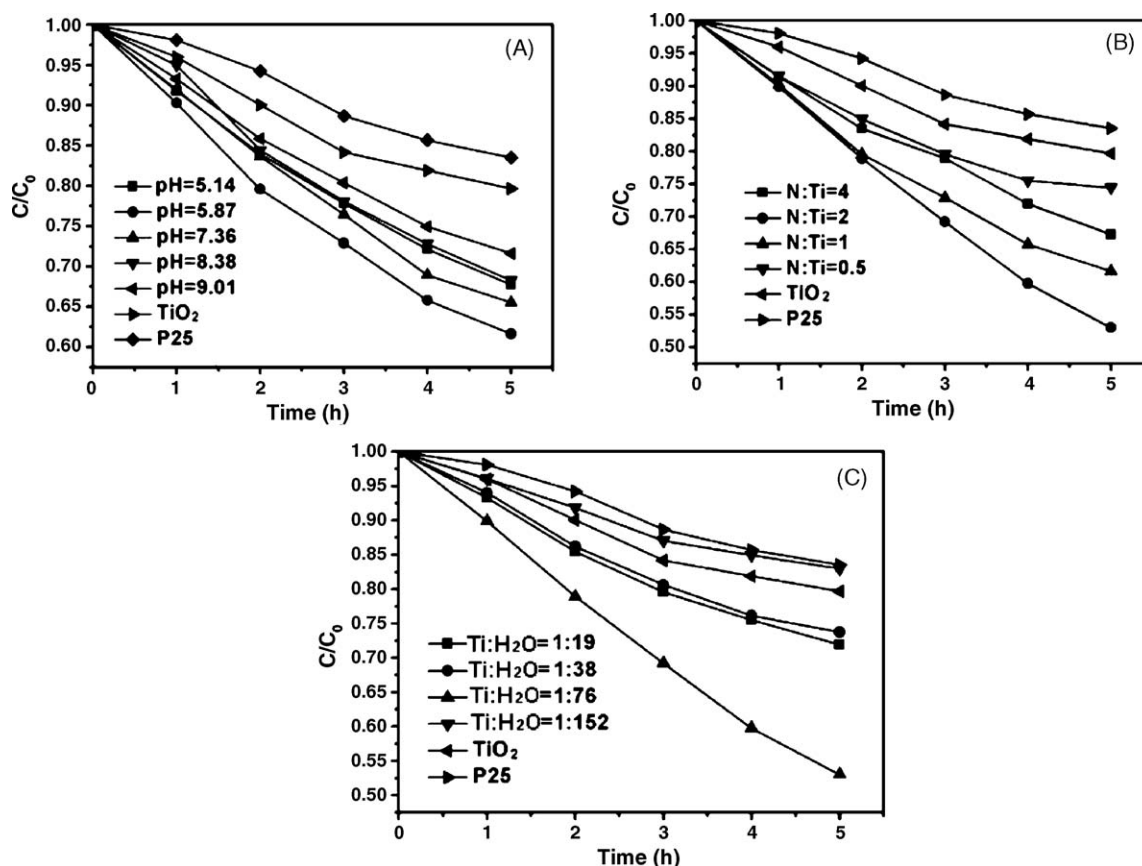 (A)
1.00
0.95
0.90
0.85
0.80
0.75
0.70
0.65
0.60
C/C₀
pH=5.14
pH=5.87
pH=7.36
pH=8.38
pH=9.01
TiO₂
P25
0 1 2 3 4 5
Time (h)
(B)
1.00
0.95
0.90
0.85
0.80
0.75
0.70
0.65
0.60
0.55
0.50
C/C₀
N:Ti=4
N:Ti=2
N:Ti=1
N:Ti=0.5
TiO₂
P25
0 1 2 3 4 5
Time (h)
(C)
1.00
0.95
0.90
0.85
0.80
0.75
0.70
0.65
0.60
0.55
0.50
C/C₀
Ti:H₂O=1:19
Ti:H₂O=1:38
Ti:H₂O=1:76
Ti:H₂O=1:152
TiO₂
P25
0 1 2 3 4 5
Time (h)